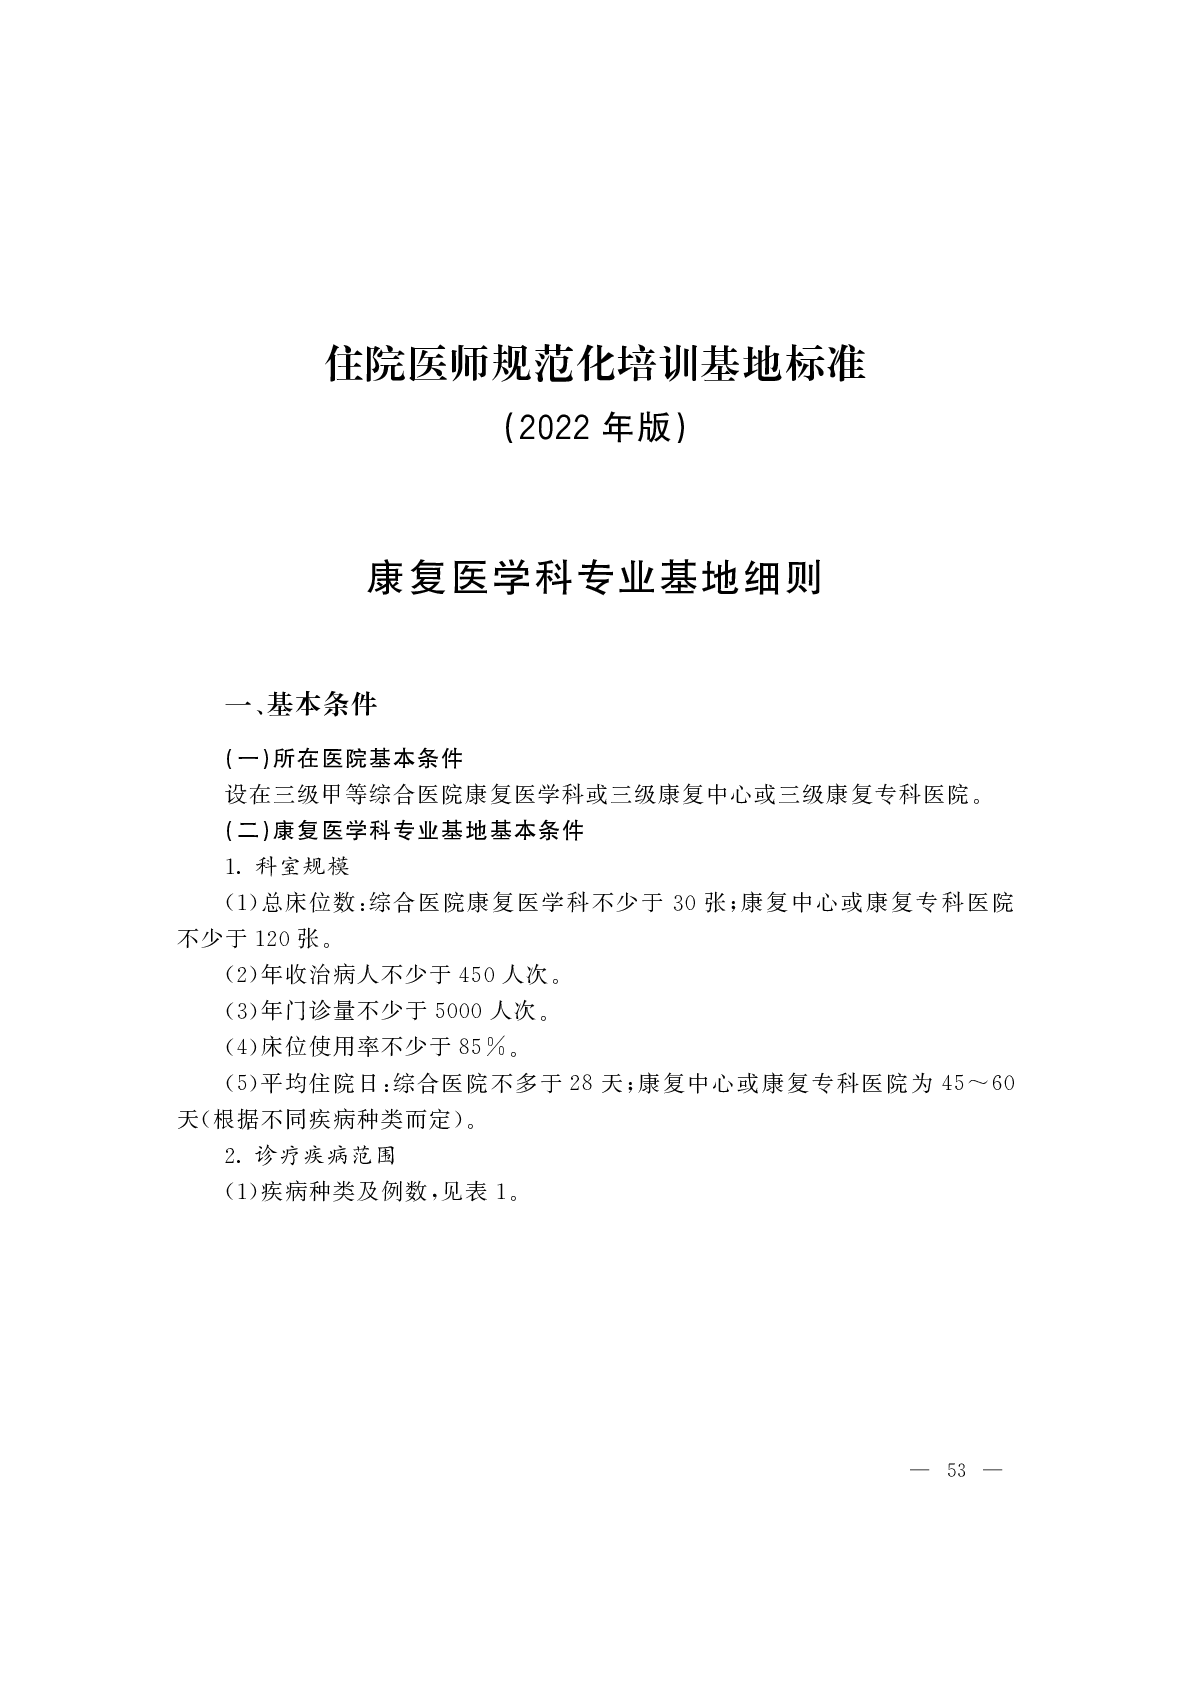 住院医师规范化培训基地标准
(2022 年版)
康复医学科专业基地细则
一、基本条件
(一)所在医院基本条件
设在三级甲等综合医院康复医学科或三级康复中心或三级康复专科医院。
(二)康复医学科专业基地基本条件
1. 科室规模
(1)总床位数:综合医院康复医学科不少于 30 张;康复中心或康复专科医院
不少于 120 张。
(2)年收治病人不少于 450 人次。
(3)年门诊量不少于 5000 人次。
(4)床位使用率不少于 85%。
(5)平均住院日:综合医院不多于 28 天;康复中心或康复专科医院为 45～60
天(根据不同疾病种类而定)。
2. 诊疗疾病范围
(1)疾病种类及例数,见表 1。
— 53 —